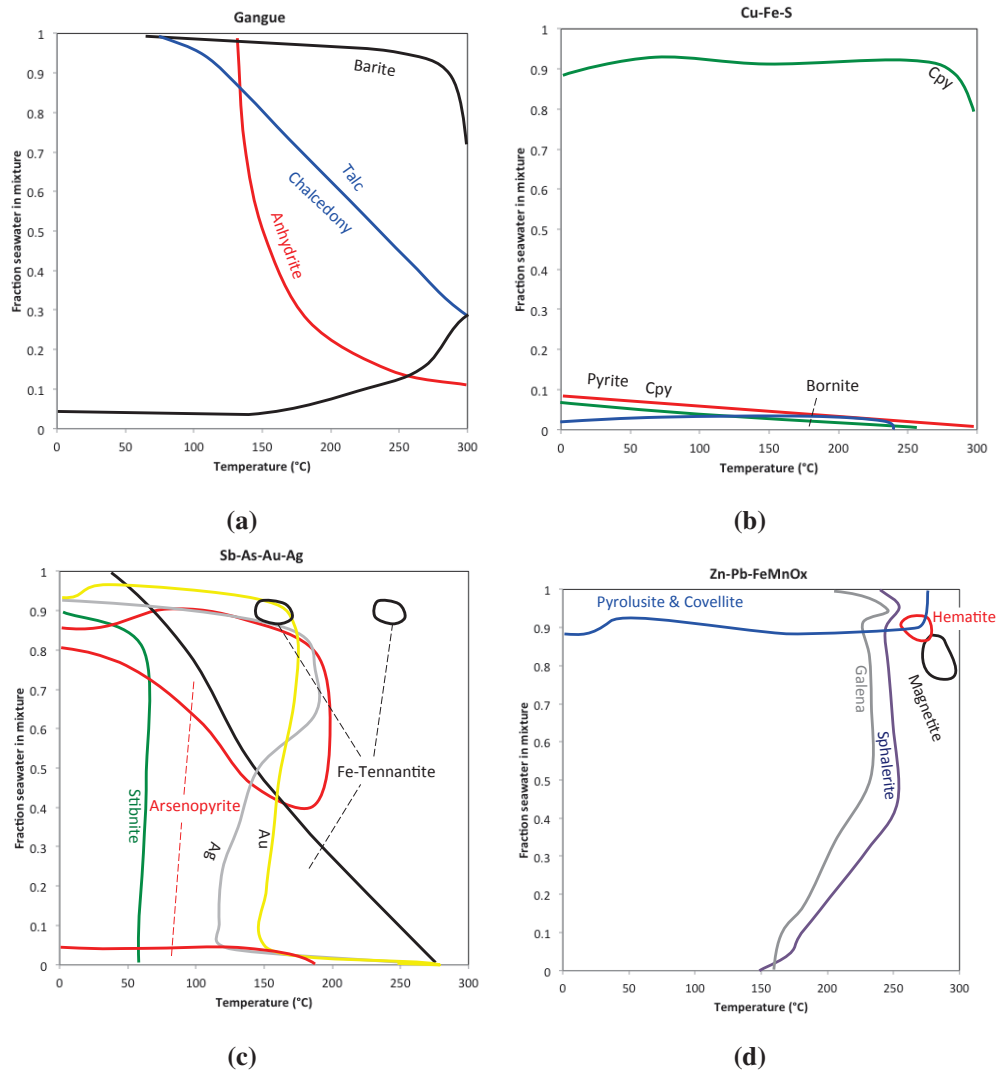 Gangue
1
0.9
0.8
0.7
0.6
0.5
0.4
0.3
0.2
0.1
0
Fraction seawater in mixture
Barite
Talc
Chalcedony
Anhydrite
0 50 100 150 200 250 300
Temperature (°C)
(a)
Cu-Fe-S
1
0.9
0.8
0.7
0.6
0.5
0.4
0.3
0.2
0.1
0
Fraction seawater in mixture
Cpy
Pyrite
Cpy
Bornite
0 50 100 150 200 250 300
Temperature (°C)
(b)
Sb-As-Au-Ag
1
0.9
0.8
0.7
0.6
0.5
0.4
0.3
0.2
0.1
0
Fraction seawater in mixture
Stibnite
Arsenopyrite
Ag
Au
Fe-Tennantite
0 50 100 150 200 250 300
Temperature (°C)
(c)
Zn-Pb-FeMnOx
1
0.9
0.8
0.7
0.6
0.5
0.4
0.3
0.2
0.1
0
Fraction seawater in mixture
Pyrolusite & Covellite
Hematite
Galena
Sphalerite
Magnetite
0 50 100 150 200 250 300
Temperature (°C)
(d)